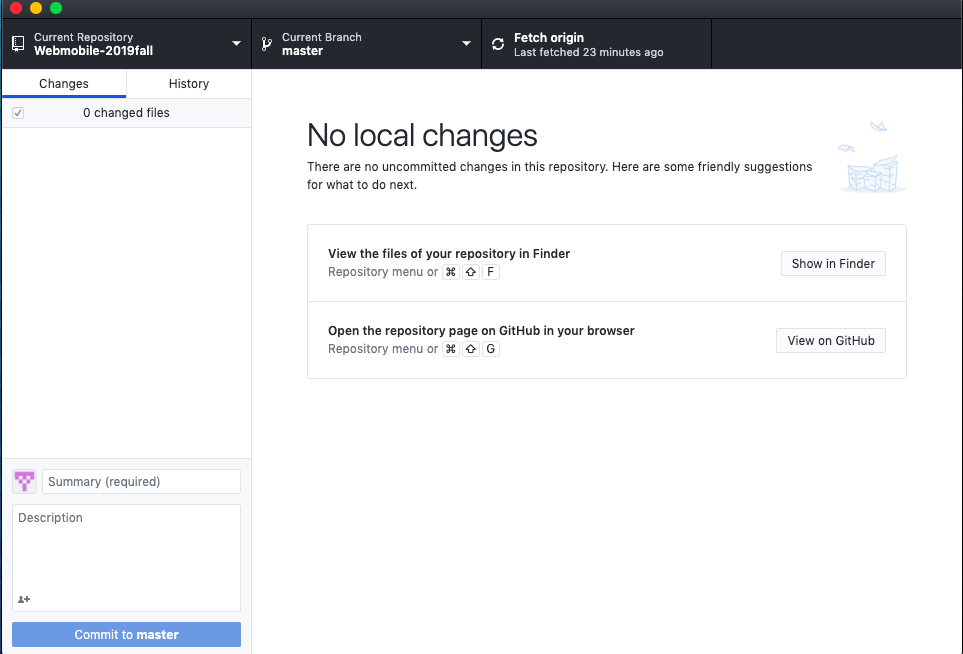 Current Repository
Webmobile-2019fall
Current Branch
master
Fetch origin
Last fetched 23 minutes ago
Changes
History
0 changed files
No local changes
There are no uncommitted changes in this repository. Here are some friendly suggestions
for what to do next.
View the files of your repository in Finder
Repository menu or ⌘ ⇧ F
Show in Finder
Open the repository page on GitHub in your browser
Repository menu or ⌘ ⇧ G
View on GitHub
Summary (required)
Description
Commit to master